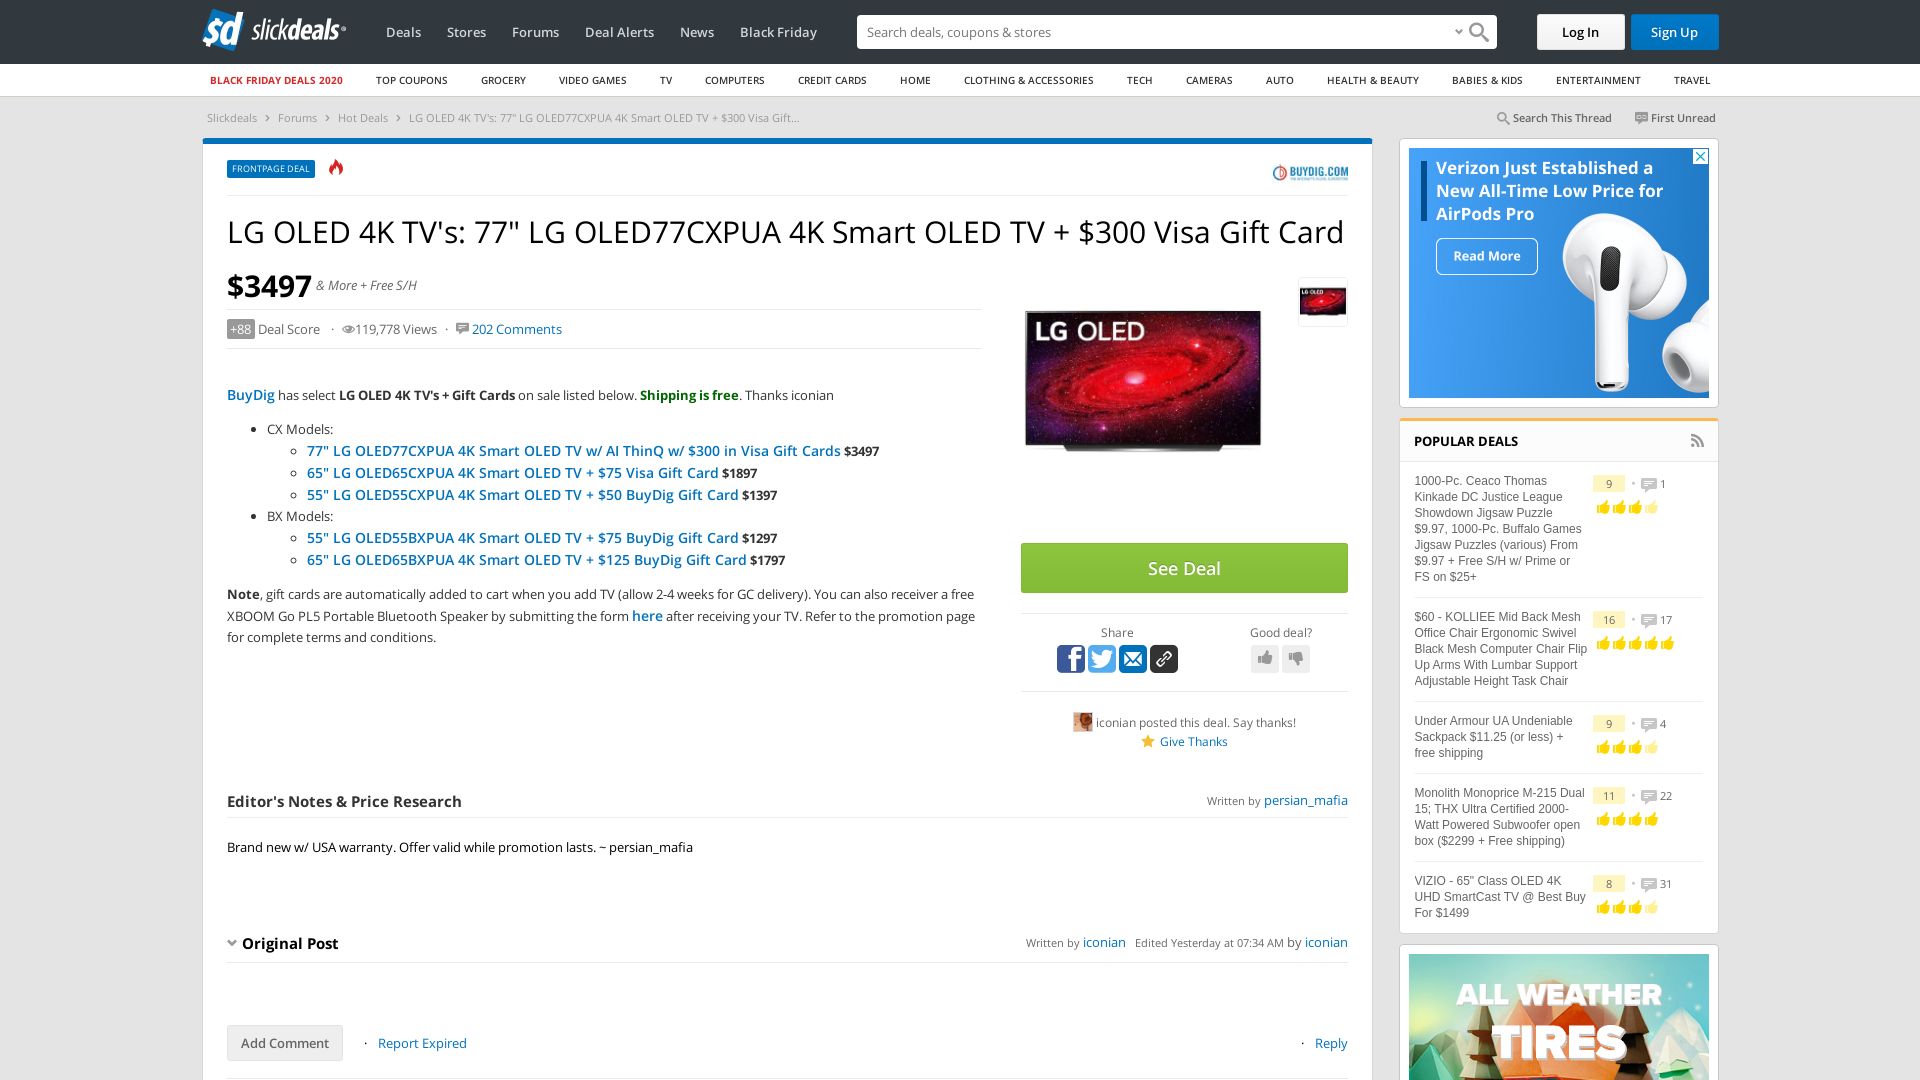 sd slickdeals
Deals Stores Forums Deal Alerts News Black Friday Search deals, coupons & stores Log In Sign Up
BLACK FRIDAY DEALS 2020 TOP COUPONS GROCERY VIDEO GAMES TV COMPUTERS CREDIT CARDS HOME CLOTHING & ACCESSORIES TECH CAMERAS AUTO HEALTH & BEAUTY BABIES & KIDS ENTERTAINMENT TRAVEL
Slickdeals Forums Hot Deals LG OLED 4K TV's: 77" LG OLED77CXPUA 4K Smart OLED TV + $300 Visa Gift... Search This Thread First Unread
FRONTPAGE DEAL
BUYDIG.COM
LG OLED 4K TV's: 77" LG OLED77CXPUA 4K Smart OLED TV + $300 Visa Gift Card
$3497 & More + Free S/H
+88 Deal Score · 119,778 Views · 202 Comments
BuyDig has select LG OLED 4K TV's + Gift Cards on sale listed below. Shipping is free. Thanks iconian
CX Models:
77" LG OLED77CXPUA 4K Smart OLED TV w/ AI ThinQ w/ $300 in Visa Gift Cards $3497
65" LG OLED65CXPUA 4K Smart OLED TV + $75 Visa Gift Card $1897
55" LG OLED55CXPUA 4K Smart OLED TV + $50 BuyDig Gift Card $1397
BX Models:
55" LG OLED55BXPUA 4K Smart OLED TV + $75 BuyDig Gift Card $1297
65" LG OLED65BXPUA 4K Smart OLED TV + $125 BuyDig Gift Card $1797
Note, gift cards are automatically added to cart when you add TV (allow 2-4 weeks for GC delivery). You can also receiver a free
XBOOM Go PL5 Portable Bluetooth Speaker by submitting the form here after receiving your TV. Refer to the promotion page
for complete terms and conditions.
LG OLED
LG OLED
See Deal
Share Good deal?
iconian posted this deal. Say thanks!
Give Thanks
Editor's Notes & Price Research Written by persian_mafia
Brand new w/ USA warranty. Offer valid while promotion lasts. ~ persian_mafia
Original Post Written by iconian Edited Yesterday at 07:34 AM by iconian
Add Comment · Report Expired · Reply
Verizon Just Established a
New All-Time Low Price for
AirPods Pro
Read More
POPULAR DEALS
1000-Pc. Ceaco Thomas
Kinkade DC Justice League
Showdown Jigsaw Puzzle
$9.97, 1000-Pc. Buffalo Games
Jigsaw Puzzles (various) From
$9.97 + Free S/H w/ Prime or
FS on $25+
9 • 1
$60 - KOLLIEE Mid Back Mesh
Office Chair Ergonomic Swivel
Black Mesh Computer Chair Flip
Up Arms With Lumbar Support
Adjustable Height Task Chair
16 • 17
Under Armour UA Undeniable
Sackpack $11.25 (or less) +
free shipping
9 • 4
Monolith Monoprice M-215 Dual
15; THX Ultra Certified 2000-
Watt Powered Subwoofer open
box ($2299 + Free shipping)
11 • 22
VIZIO - 65" Class OLED 4K
UHD SmartCast TV @ Best Buy
For $1499
8 • 31
ALL WEATHER
TIRES